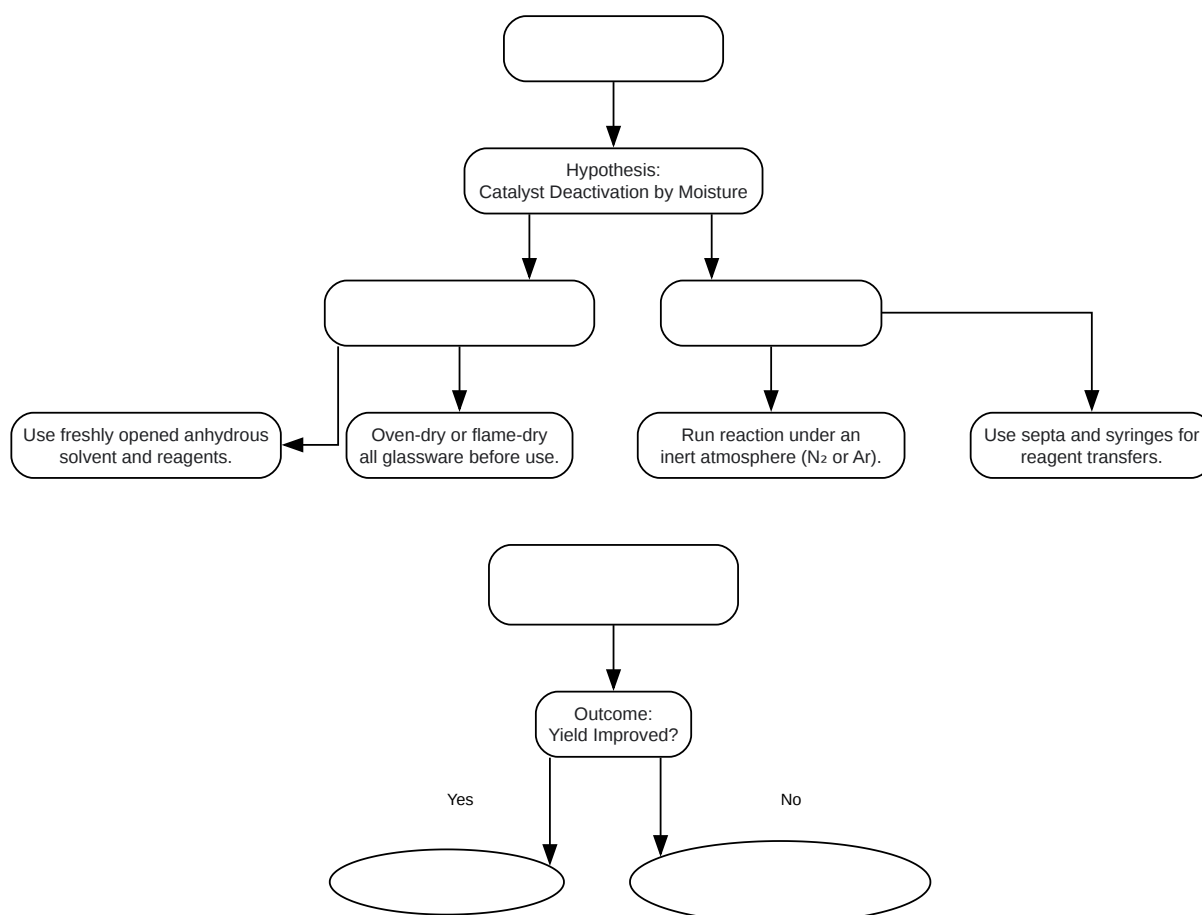 Hypothesis:
Catalyst Deactivation by Moisture
Use freshly opened anhydrous
solvent and reagents.
Oven-dry or flame-dry
all glassware before use.
Run reaction under an
inert atmosphere (N₂ or Ar).
Use septa and syringes for
reagent transfers.
Outcome:
Yield Improved?
Yes
No